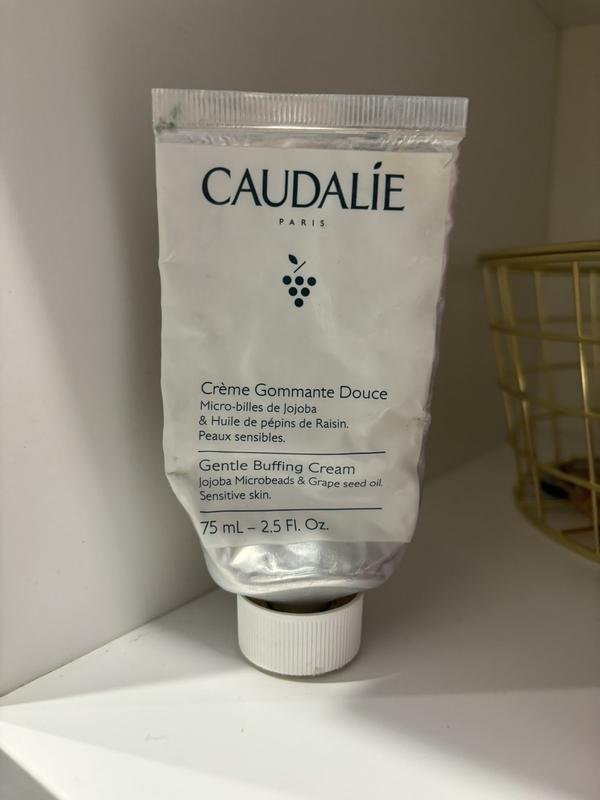 CAUDALÍE
PARIS
Crème Gommante Douce
Micro-billes de Jojoba
& Huile de pépins de Raisin.
Peaux sensibles.
Gentle Buffing Cream
Jojoba Microbeads & Grape seed oil.
Sensitive skin.
75 mL – 2.5 Fl. Oz.